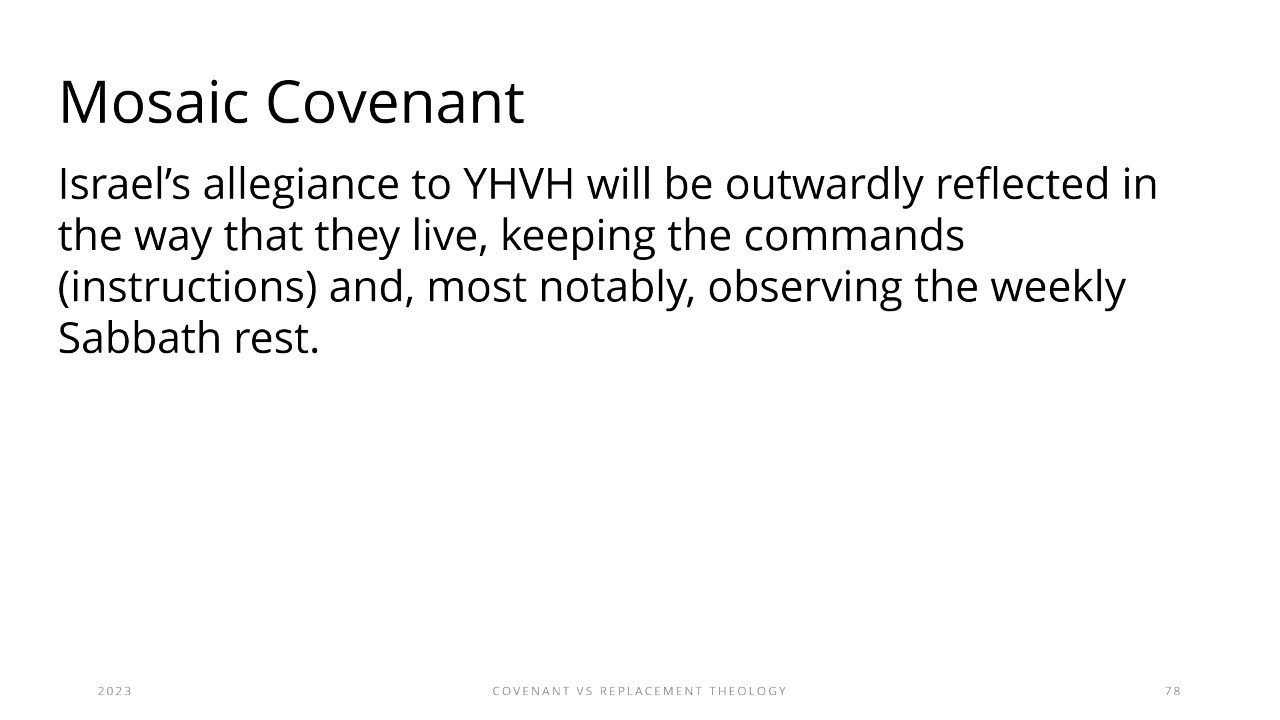 Mosaic Covenant
Israel’s allegiance to YHVH will be outwardly reflected in
the way that they live, keeping the commands
(instructions) and, most notably, observing the weekly
Sabbath rest.
2023
COVENANT VS REPLACEMENT THEOLOGY
78